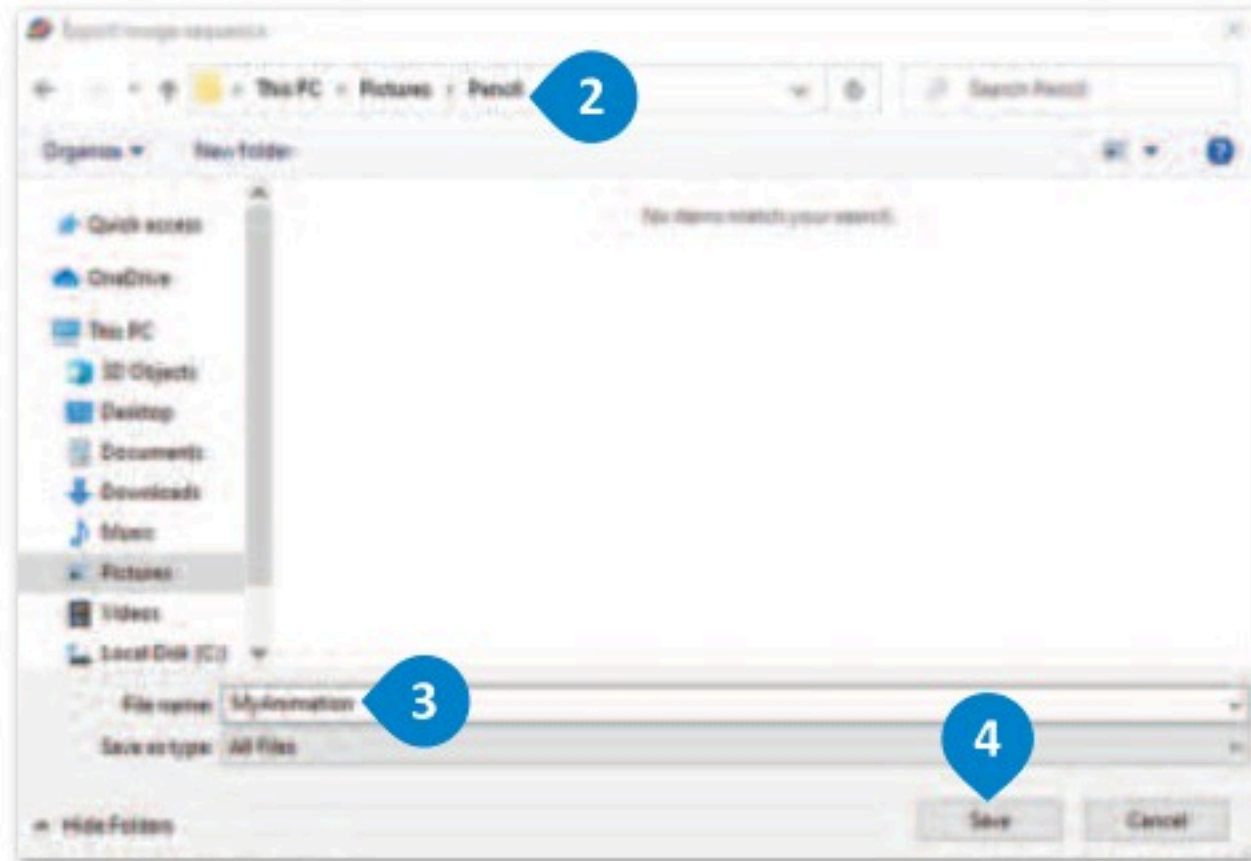 Export image sequence
This PC › Pictures › Pencil
2
Search Pencil
Organize
New folder
Quick access
No items match your search.
OneDrive
This PC
3D Objects
Desktop
Documents
Downloads
Music
Pictures
Videos
Local Disk (C:)
File name: MyAnimation
3
Save as type: All Files
4
Hide Folders
Save
Cancel